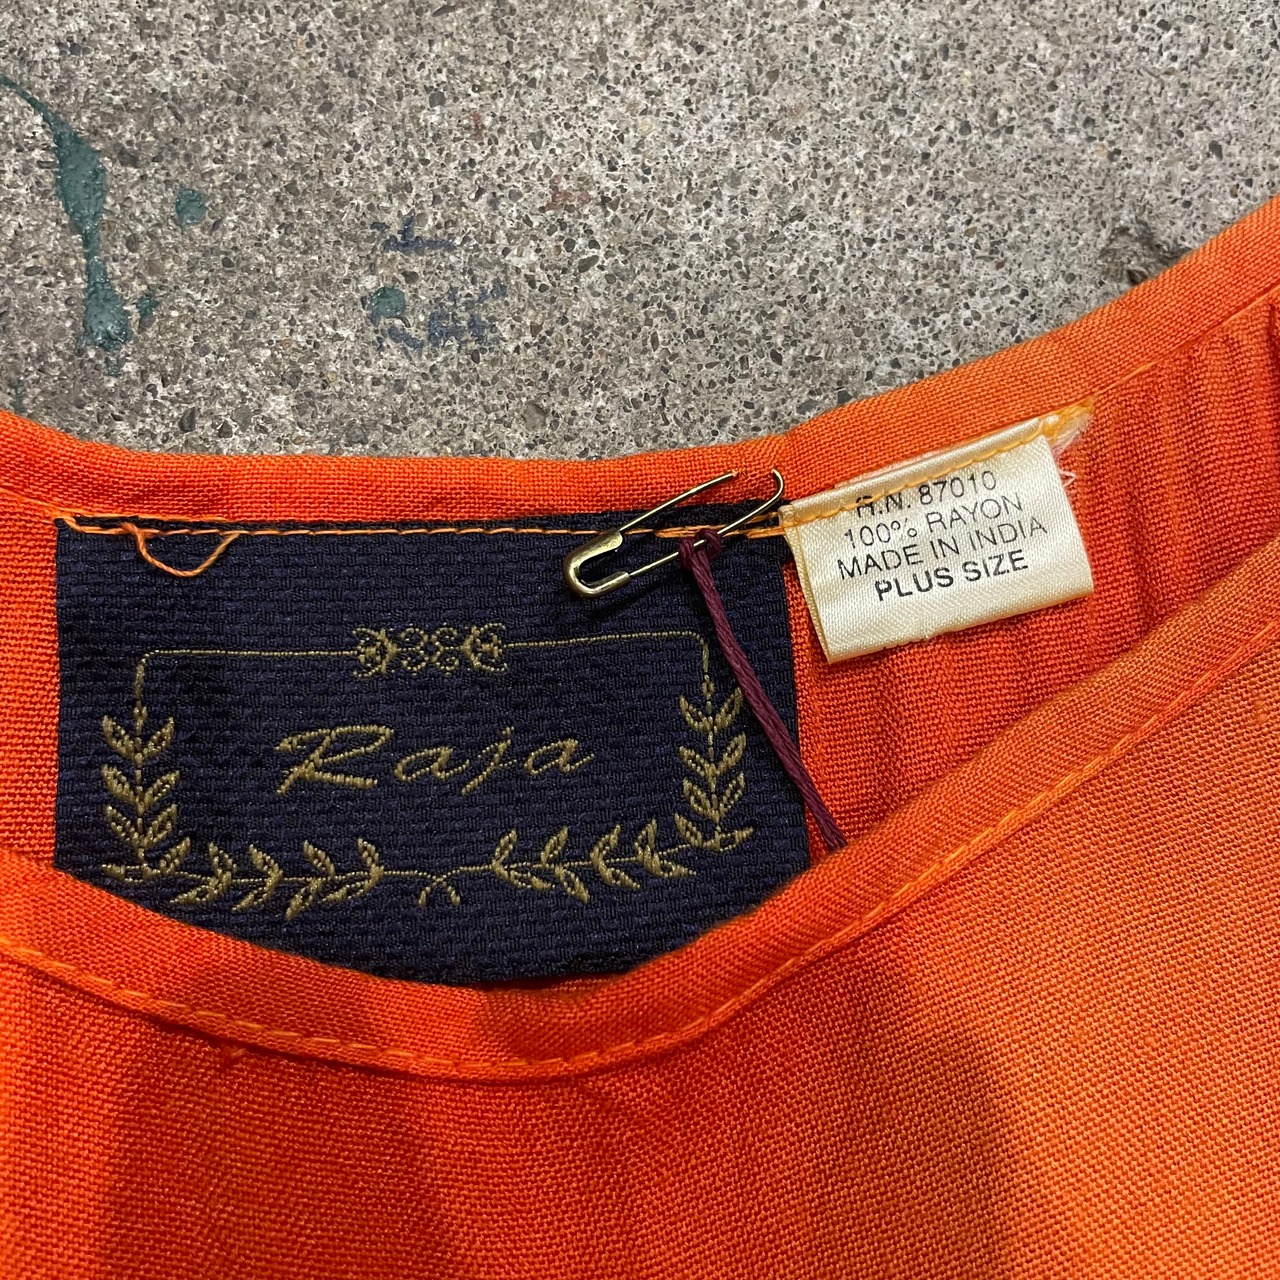 Raja
R.N. 87010
100% RAYON
MADE IN INDIA
PLUS SIZE